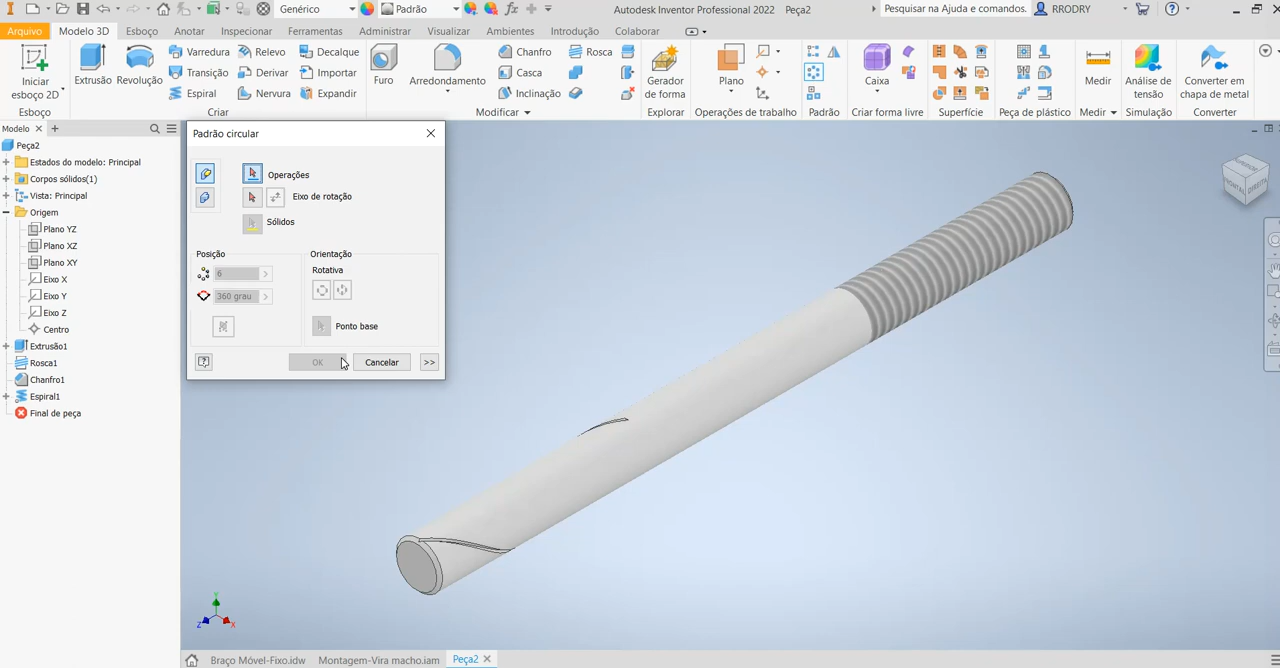 Genérico
Padrão
Autodesk Inventor Professional 2022 Peça2
Pesquisar na Ajuda e comandos.
RRODRY
Arquivo
Modelo 3D
Esboço
Anotar
Inspecionar
Ferramentas
Administrar
Visualizar
Ambientes
Introdução
Colaborar
Iniciar
esboço 2D
Extrusão
Revolução
Varredura
Transição
Espiral
Relevo
Derivar
Nervura
Decalque
Importar
Expandir
Furo
Arredondamento
Chanfro
Casca
Inclinação
Rosca
Gerador
de forma
Plano
Caixa
Medir
Análise de
tensão
Converter em
chapa de metal
Esboço
Criar
Modificar
Explorar
Operações de trabalho
Padrão
Criar forma livre
Superfície
Peça de plástico
Medir
Simulação
Converter
Modelo
Peça2
Estados do modelo: Principal
Corpos sólidos(1)
Vista: Principal
Origem
Plano YZ
Plano XZ
Plano XY
Eixo X
Eixo Y
Eixo Z
Centro
Extrusão1
Rosca1
Chanfro1
Espiral1
Final de peça
Padrão circular
Operações
Eixo de rotação
Sólidos
Posição
6
360 grau
Orientação
Rotativa
Ponto base
OK
Cancelar
>>
FRONTAL
DIREITA
Y
Z
X
Braço Móvel-Fixo.idw
Montagem-Vira macho.iam
Peça2